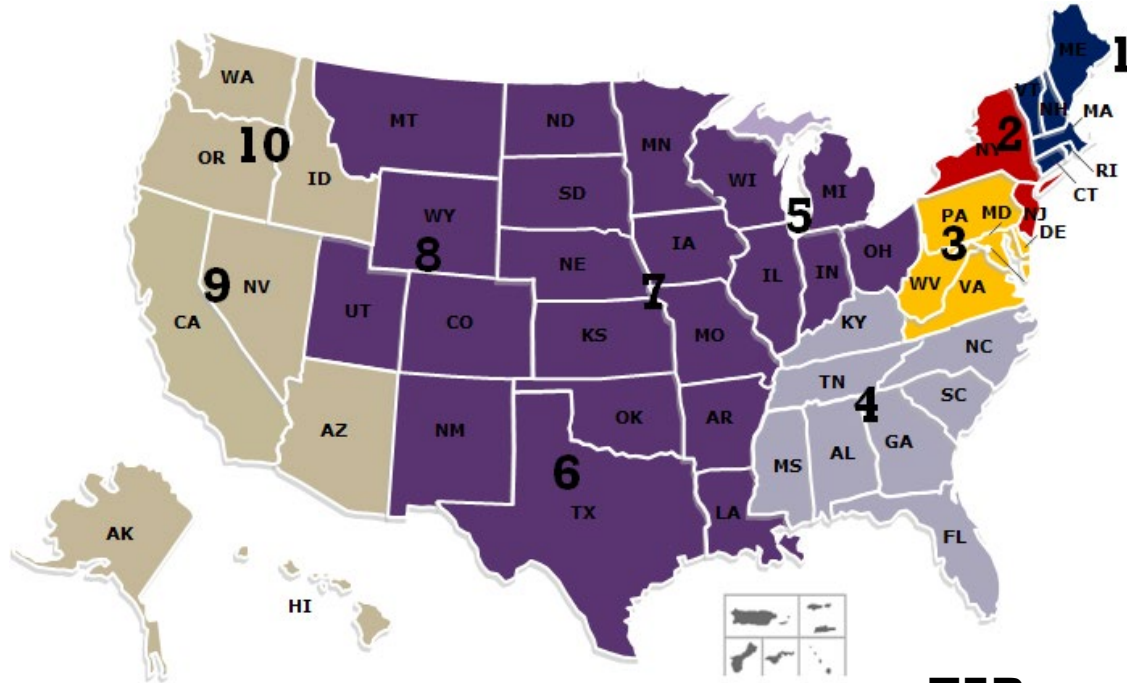 ME
1
WA
VT
NH
MA
MT
ND
MN
2
NY
OR
10
ID
RI
CT
WI
MI
SD
WY
5
PA
MD
NJ
DE
3
8
IA
OH
NE
9
NV
7
IL
IN
WV
VA
UT
CO
CA
KS
MO
KY
NC
TN
SC
4
AZ
NM
OK
AR
GA
AL
MS
6
TX
LA
AK
FL
HI